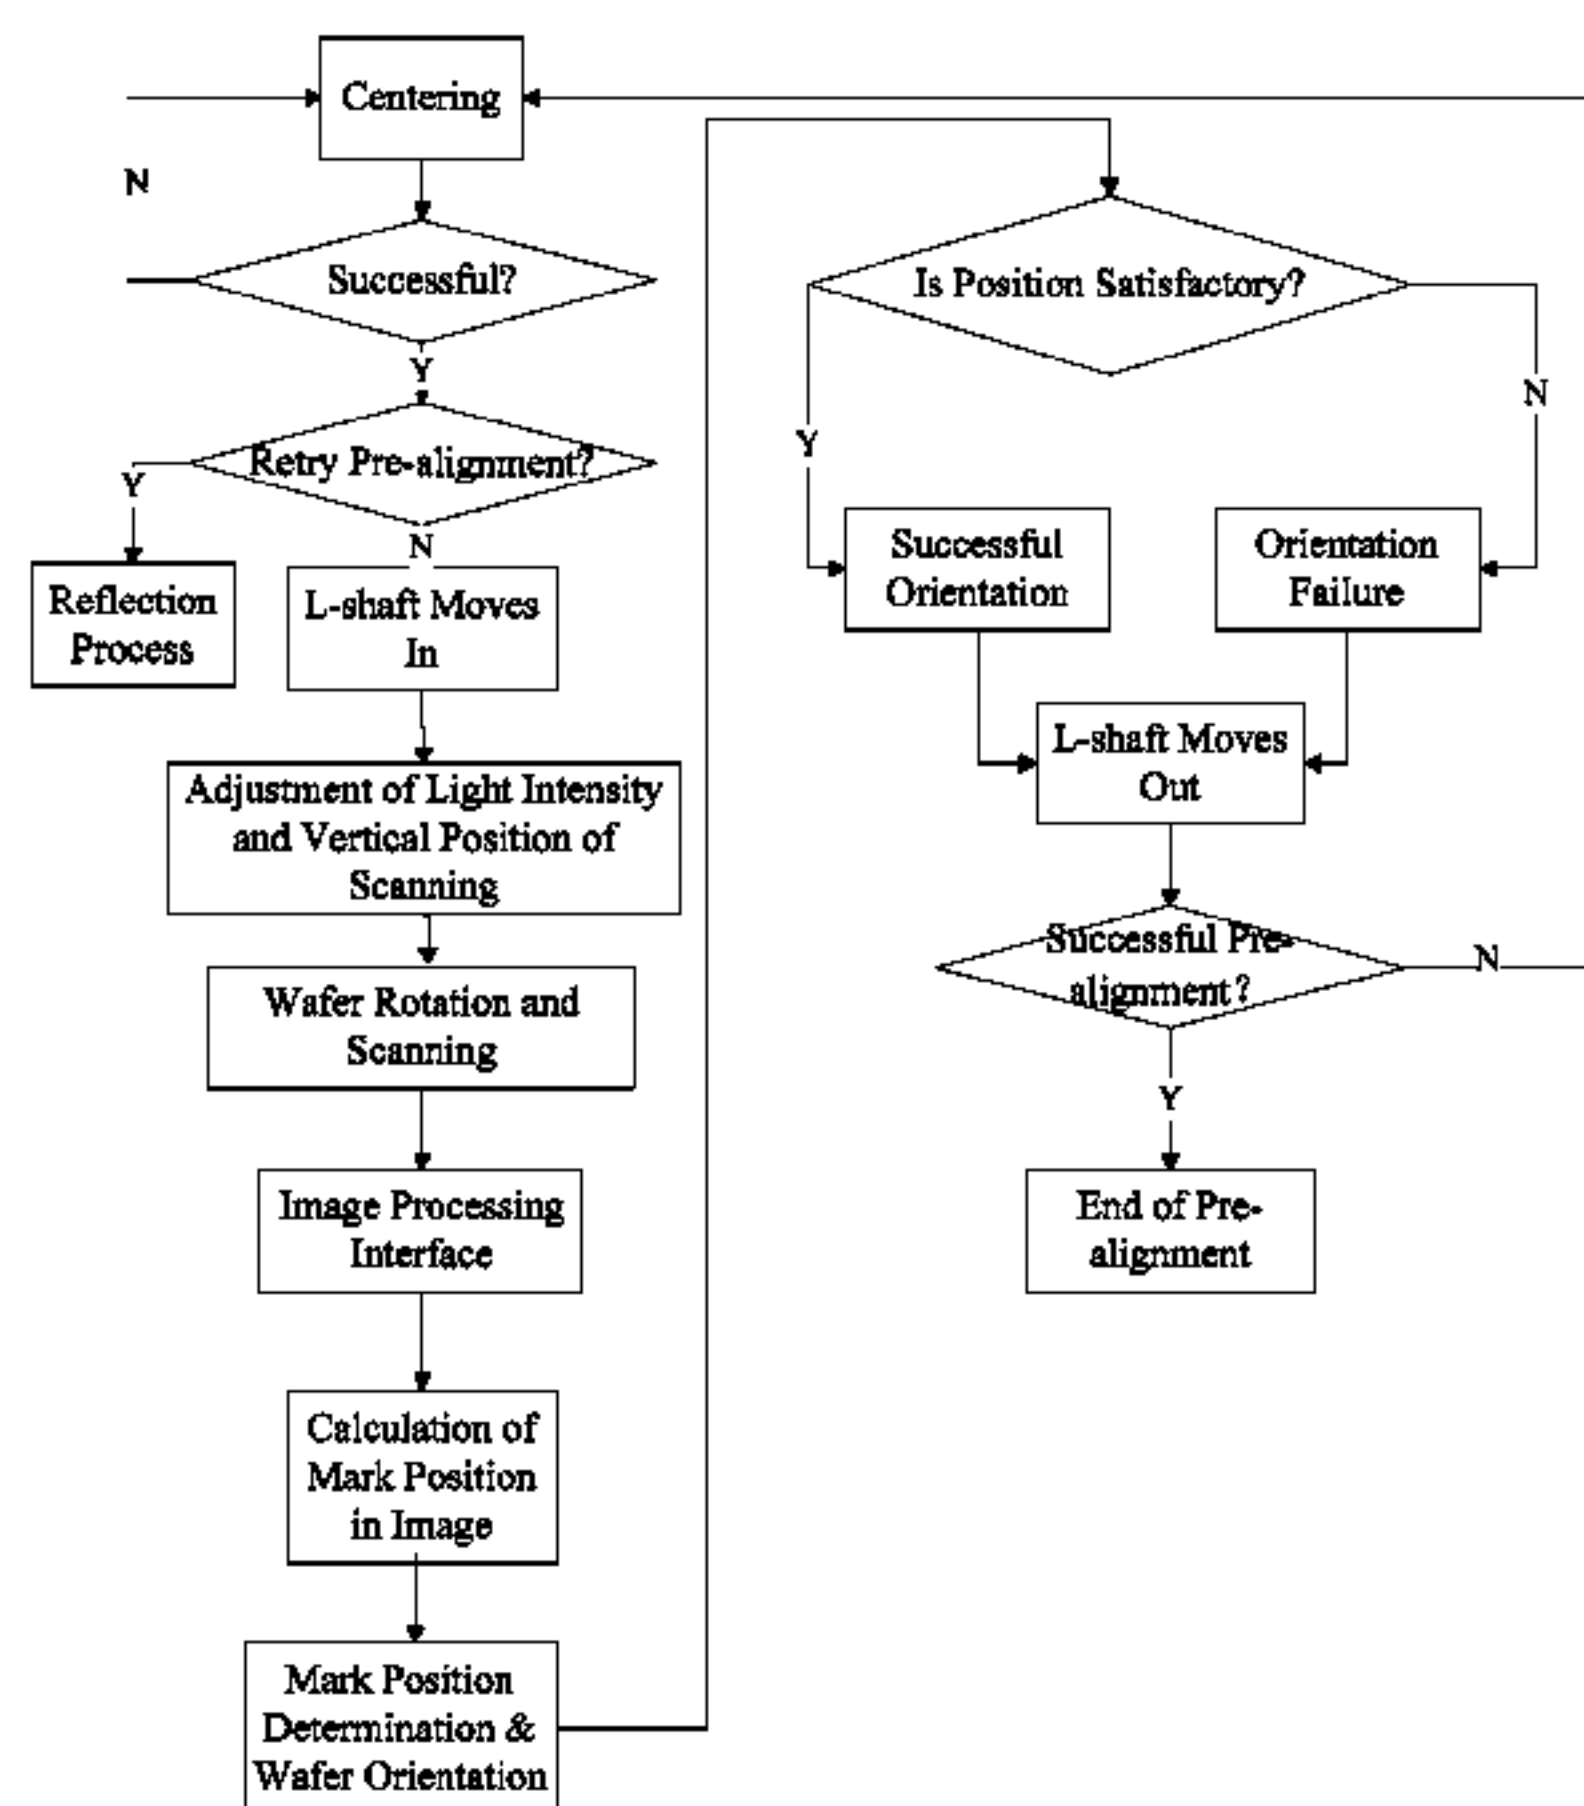 Centering
N
Successful?
Y
Retry Pre-alignment?
Y
N
Reflection
Process
L-shaft Moves
In
Adjustment of Light Intensity
and Vertical Position of
Scanning
Wafer Rotation and
Scanning
Image Processing
Interface
Calculation of
Mark Position
in Image
Mark Position
Determination &
Wafer Orientation
Is Position Satisfactory?
Y
N
Successful
Orientation
Orientation
Failure
L-shaft Moves
Out
Successful Pre-
alignment?
N
Y
End of Pre-
alignment